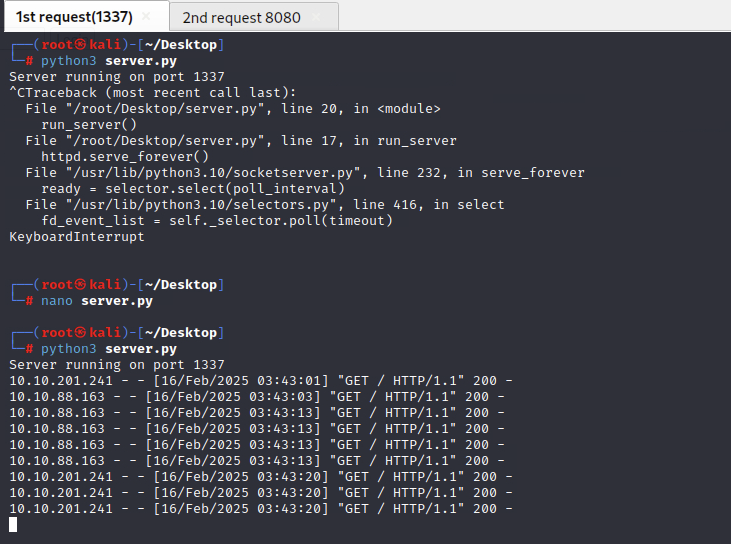 1st request(1337) ×
2nd request 8080 ×
┌──(root㉿kali)-[~/Desktop]
└─# python3 server.py
Server running on port 1337
^CTraceback (most recent call last):
  File "/root/Desktop/server.py", line 20, in <module>
    run_server()
  File "/root/Desktop/server.py", line 17, in run_server
    httpd.serve_forever()
  File "/usr/lib/python3.10/socketserver.py", line 232, in serve_forever
    ready = selector.select(poll_interval)
  File "/usr/lib/python3.10/selectors.py", line 416, in select
    fd_event_list = self._selector.poll(timeout)
KeyboardInterrupt
┌──(root㉿kali)-[~/Desktop]
└─# nano server.py
┌──(root㉿kali)-[~/Desktop]
└─# python3 server.py
Server running on port 1337
10.10.201.241 - - [16/Feb/2025 03:43:01] "GET / HTTP/1.1" 200 -
10.10.88.163 - - [16/Feb/2025 03:43:03] "GET / HTTP/1.1" 200 -
10.10.88.163 - - [16/Feb/2025 03:43:13] "GET / HTTP/1.1" 200 -
10.10.88.163 - - [16/Feb/2025 03:43:13] "GET / HTTP/1.1" 200 -
10.10.88.163 - - [16/Feb/2025 03:43:13] "GET / HTTP/1.1" 200 -
10.10.88.163 - - [16/Feb/2025 03:43:13] "GET / HTTP/1.1" 200 -
10.10.201.241 - - [16/Feb/2025 03:43:20] "GET / HTTP/1.1" 200 -
10.10.201.241 - - [16/Feb/2025 03:43:20] "GET / HTTP/1.1" 200 -
10.10.201.241 - - [16/Feb/2025 03:43:20] "GET / HTTP/1.1" 200 -